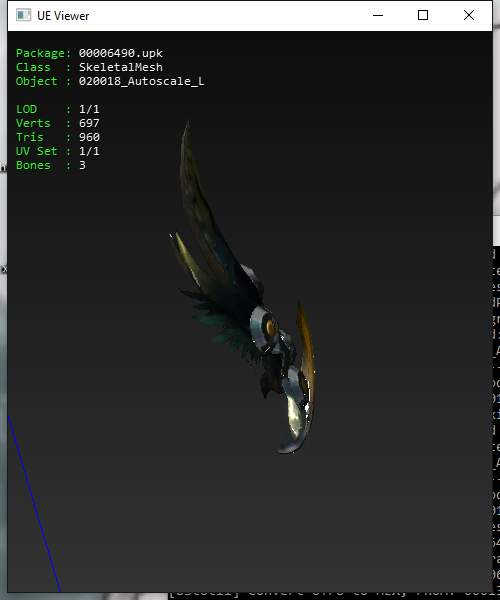 UE Viewer
Package: 00006490.upk
Class : SkeletalMesh
Object : 020018_Autoscale_L
LOD : 1/1
Verts : 697
Tris : 960
UV Set : 1/1
Bones : 3